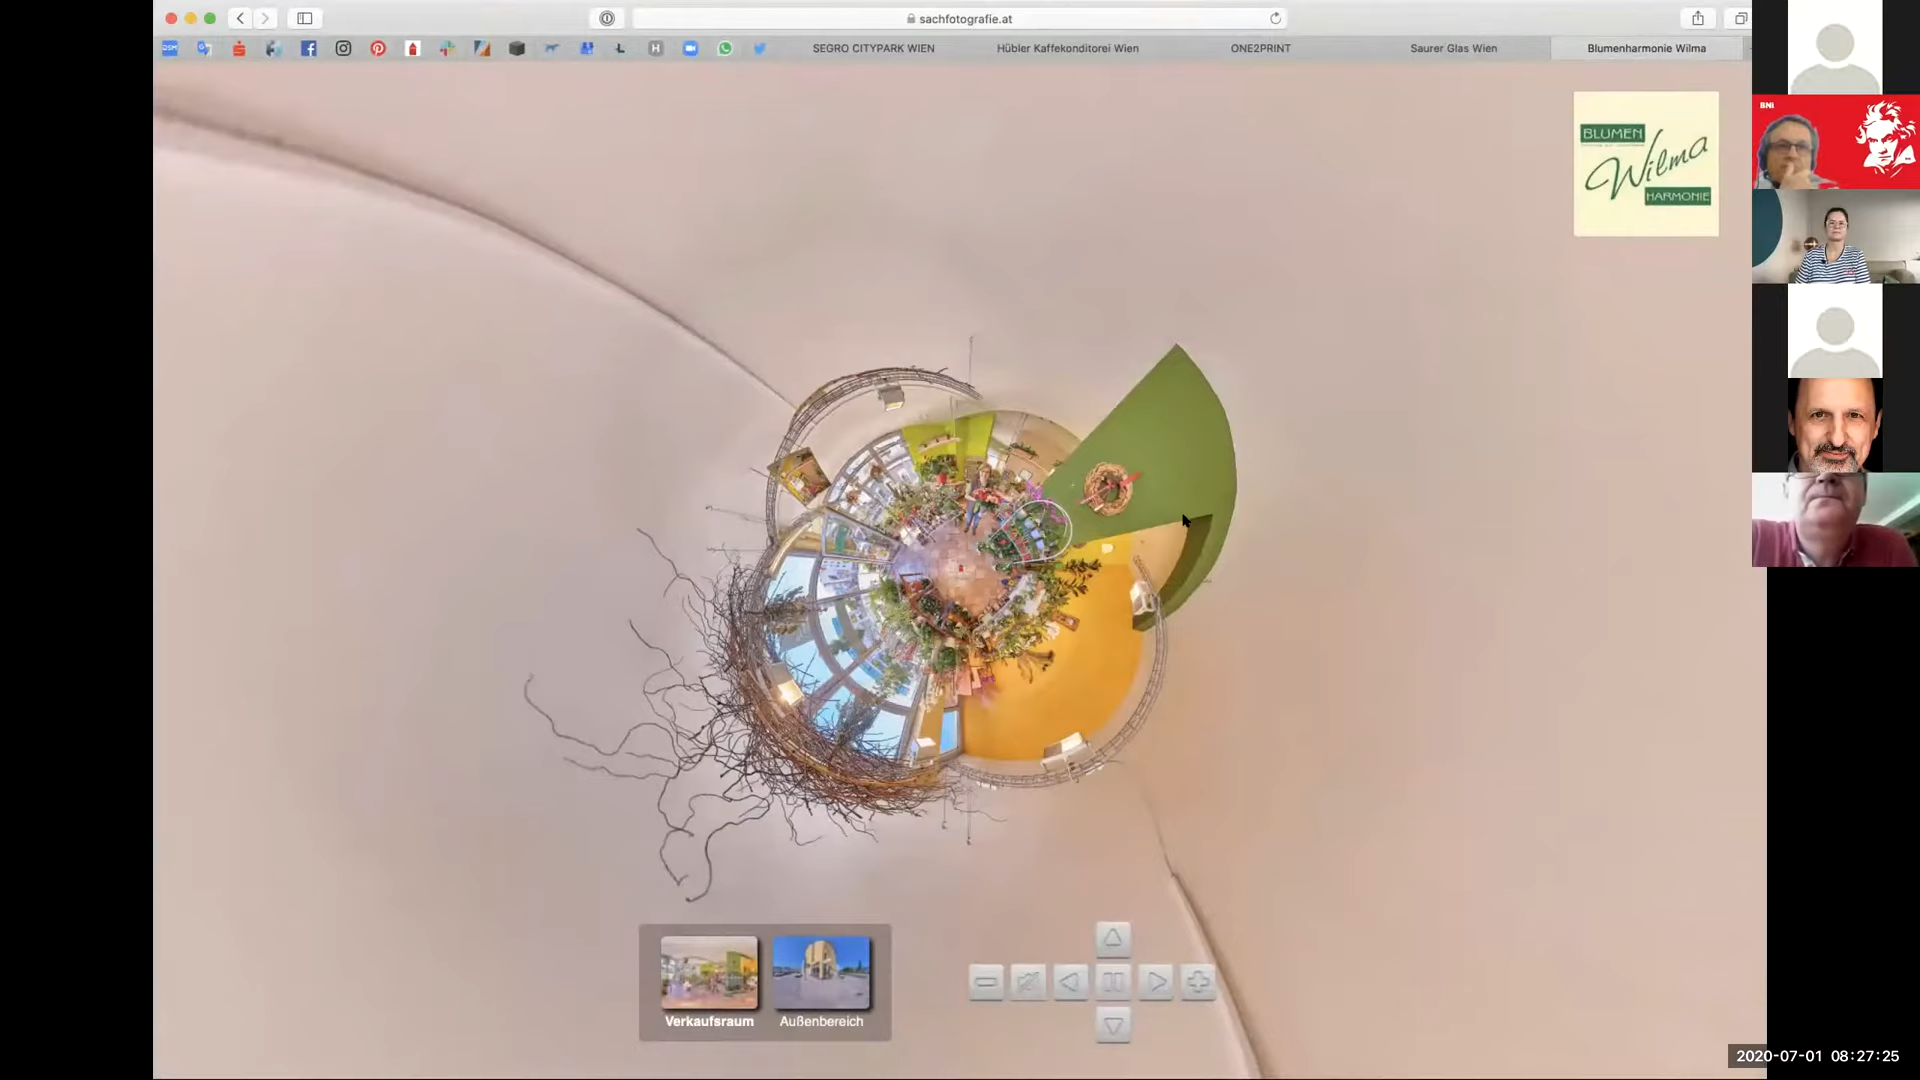 sachfotografie.at
DSM
H
SEGRO CITYPARK WIEN
Hübler Kaffekonditorei Wien
ONE2PRINT
Saurer Glas Wien
Blumenharmonie Wilma
BLUMEN
Wilma
HARMONIE
BNI
Verkaufsraum
Außenbereich
2020-07-01 08:27:25